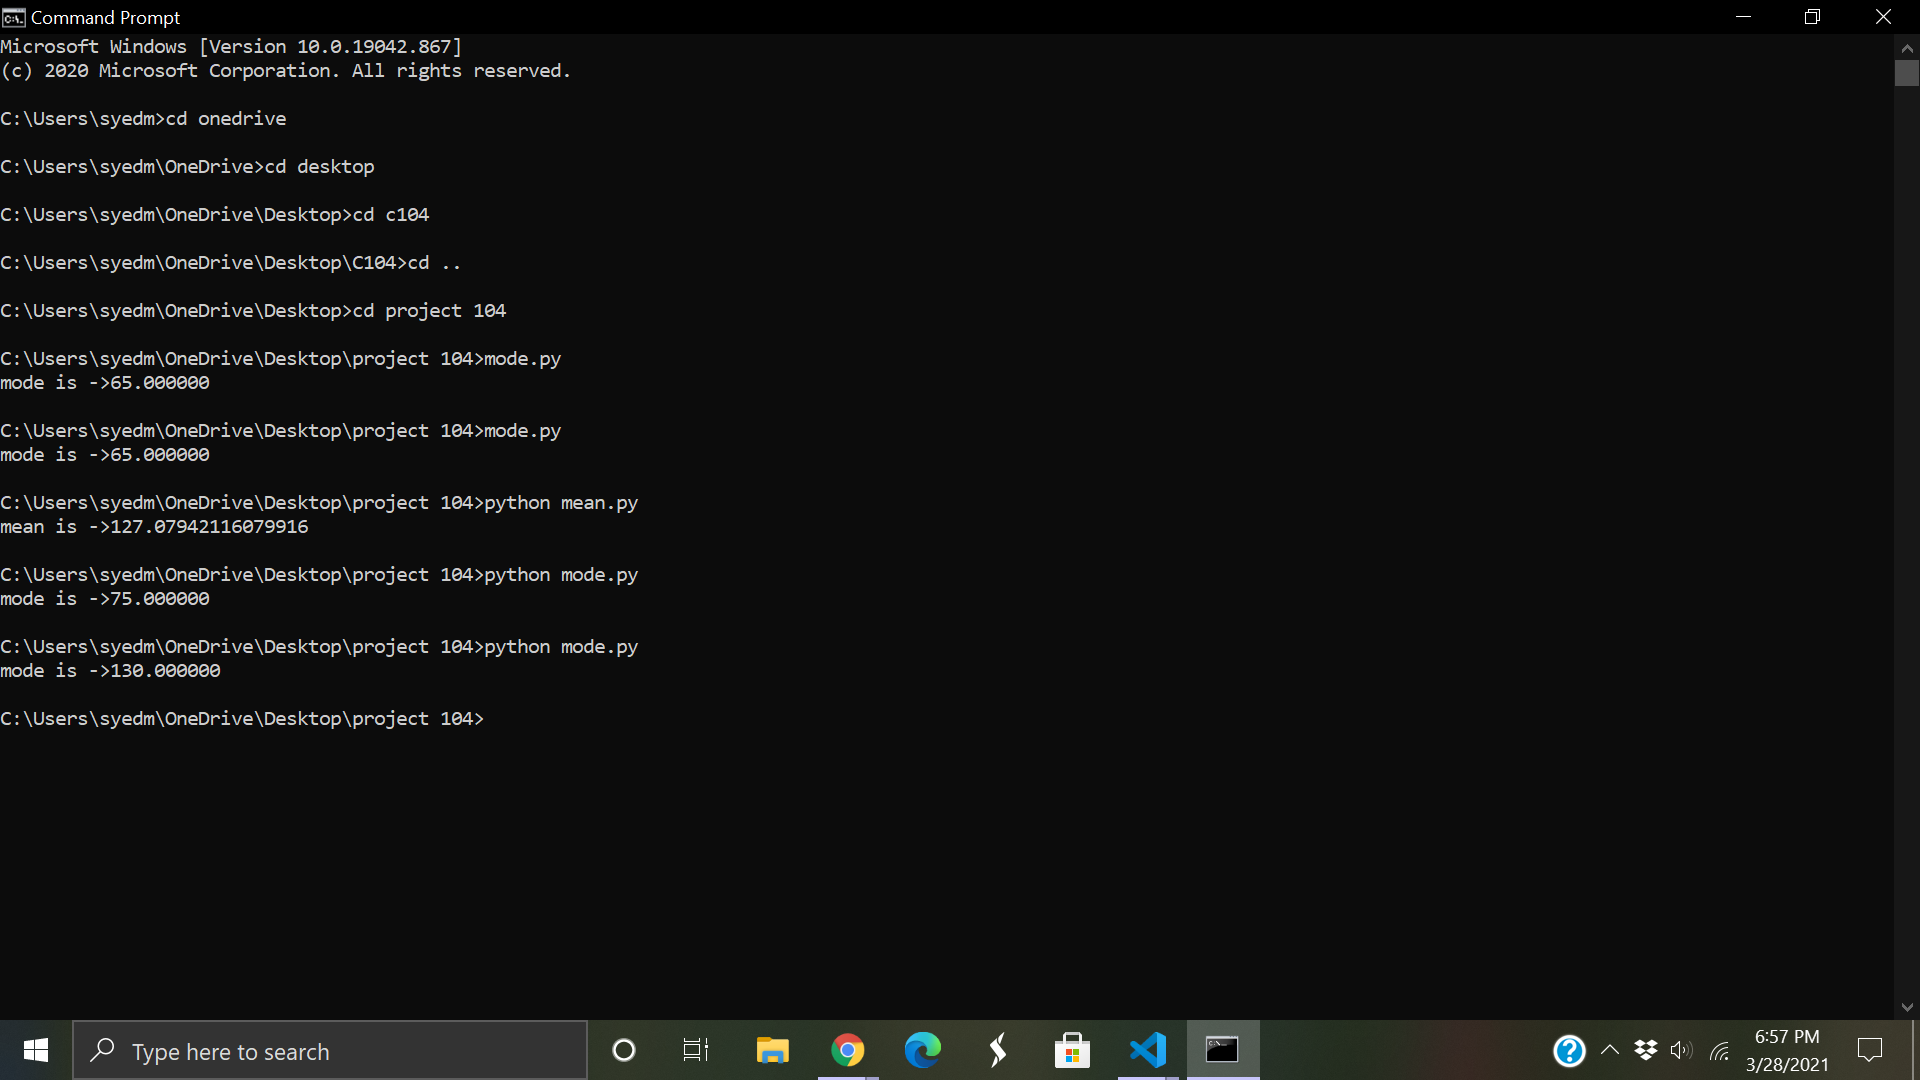 Command Prompt
Microsoft Windows [Version 10.0.19042.867]
(c) 2020 Microsoft Corporation. All rights reserved.
C:\Users\syedm>cd onedrive
C:\Users\syedm\OneDrive>cd desktop
C:\Users\syedm\OneDrive\Desktop>cd c104
C:\Users\syedm\OneDrive\Desktop\C104>cd ..
C:\Users\syedm\OneDrive\Desktop>cd project 104
C:\Users\syedm\OneDrive\Desktop\project 104>mode.py
mode is ->65.000000
C:\Users\syedm\OneDrive\Desktop\project 104>mode.py
mode is ->65.000000
C:\Users\syedm\OneDrive\Desktop\project 104>python mean.py
mean is ->127.07942116079916
C:\Users\syedm\OneDrive\Desktop\project 104>python mode.py
mode is ->75.000000
C:\Users\syedm\OneDrive\Desktop\project 104>python mode.py
mode is ->130.000000
C:\Users\syedm\OneDrive\Desktop\project 104>
Type here to search
6:57 PM
3/28/2021